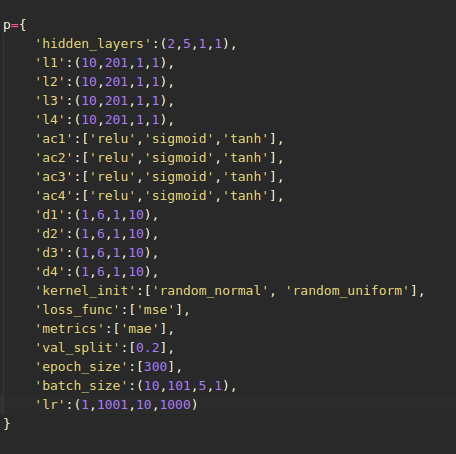 p={
'hidden_layers':(2,5,1,1),
'l1':(10,201,1,1),
'l2':(10,201,1,1),
'l3':(10,201,1,1),
'l4':(10,201,1,1),
'ac1':['relu','sigmoid','tanh'],
'ac2':['relu','sigmoid','tanh'],
'ac3':['relu','sigmoid','tanh'],
'ac4':['relu','sigmoid','tanh'],
'd1':(1,6,1,10),
'd2':(1,6,1,10),
'd3':(1,6,1,10),
'd4':(1,6,1,10),
'kernel_init':['random_normal', 'random_uniform'],
'loss_func':['mse'],
'metrics':['mae'],
'val_split':[0.2],
'epoch_size':[300],
'batch_size':(10,101,5,1),
'lr':(1,1001,10,1000)
}